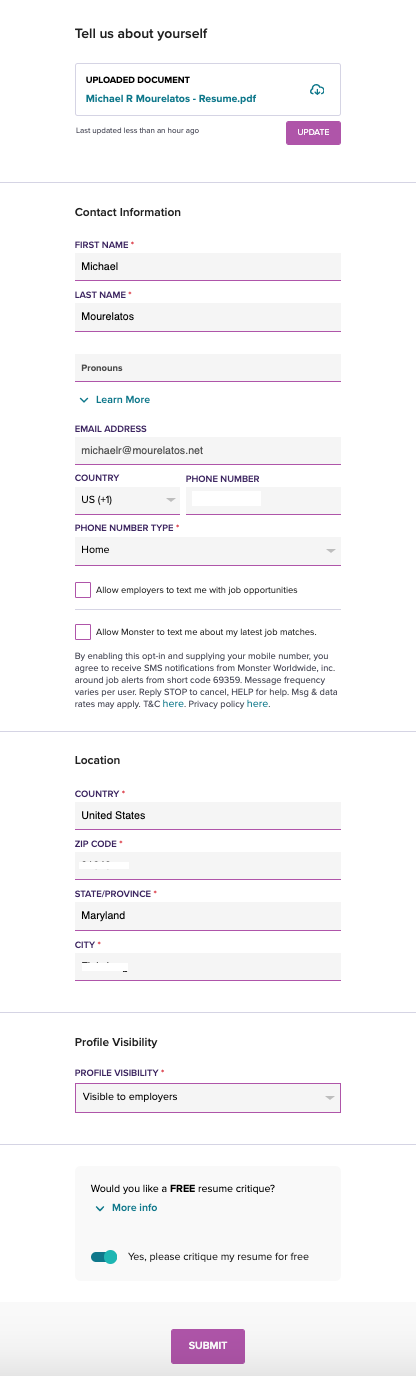 Tell us about yourself
UPLOADED DOCUMENT
Michael R Mourelatos - Resume.pdf
Last updated less than an hour ago
UPDATE
Contact Information
FIRST NAME *
Michael
LAST NAME *
Mourelatos
Pronouns
Learn More
EMAIL ADDRESS
michaelr@mourelatos.net
COUNTRY
PHONE NUMBER
US (+1)
PHONE NUMBER TYPE *
Home
Allow employers to text me with job opportunities
Allow Monster to text me about my latest job matches.
By enabling this opt-in and supplying your mobile number, you
agree to receive SMS notifications from Monster Worldwide, inc.
around job alerts from short code 69359. Message frequency
varies per user. Reply STOP to cancel, HELP for help. Msg & data
rates may apply. T&C here. Privacy policy here.
Location
COUNTRY *
United States
ZIP CODE *
STATE/PROVINCE *
Maryland
CITY *
Profile Visibility
PROFILE VISIBILITY *
Visible to employers
Would you like a FREE resume critique?
More info
Yes, please critique my resume for free
SUBMIT